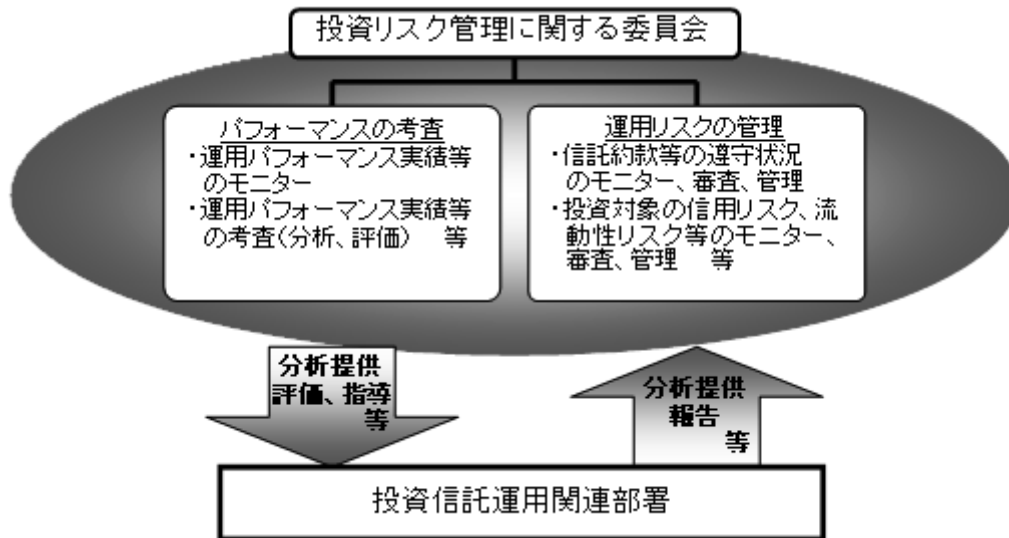 投資リスク管理に関する委員会
パフォーマンスの考査
・運用パフォーマンス実績等
のモニター
・運用パフォーマンス実績等
の考査(分析、評価) 等
運用リスクの管理
・信託約款等の遵守状況
のモニター、審査、管理
・投資対象の信用リスク、流
動性リスク等のモニター、
審査、管理 等
分析提供
評価、指導
等
分析提供
報告
等
投資信託運用関連部署